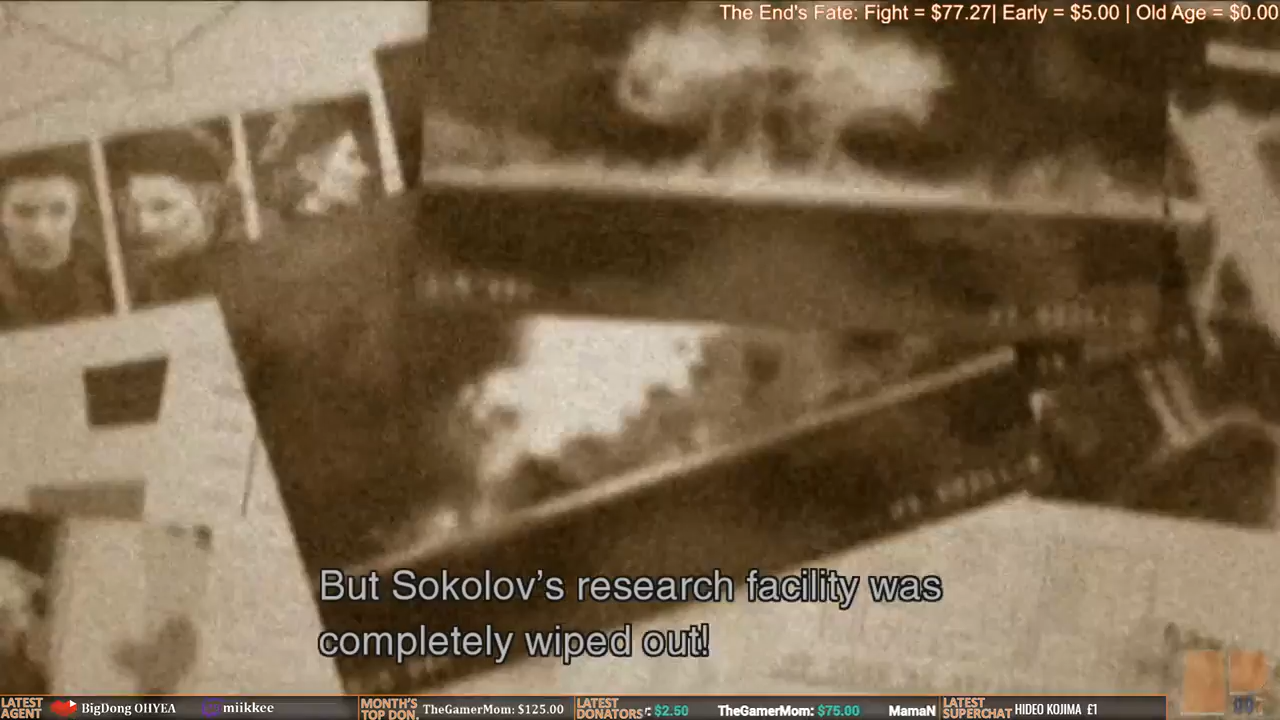 The End's Fate: Fight = $77.27| Early = $5.00 | Old Age = $0.00
But Sokolov's research facility was
completely wiped out!
LATEST AGENT BigDong OHYEA miikkee
MONTH'S TOP DON. TheGamerMom: $125.00
LATEST DONATORS $2.50 TheGamerMom: $75.00 MamaN
LATEST SUPERCHAT HIDEO KOJIMA £1